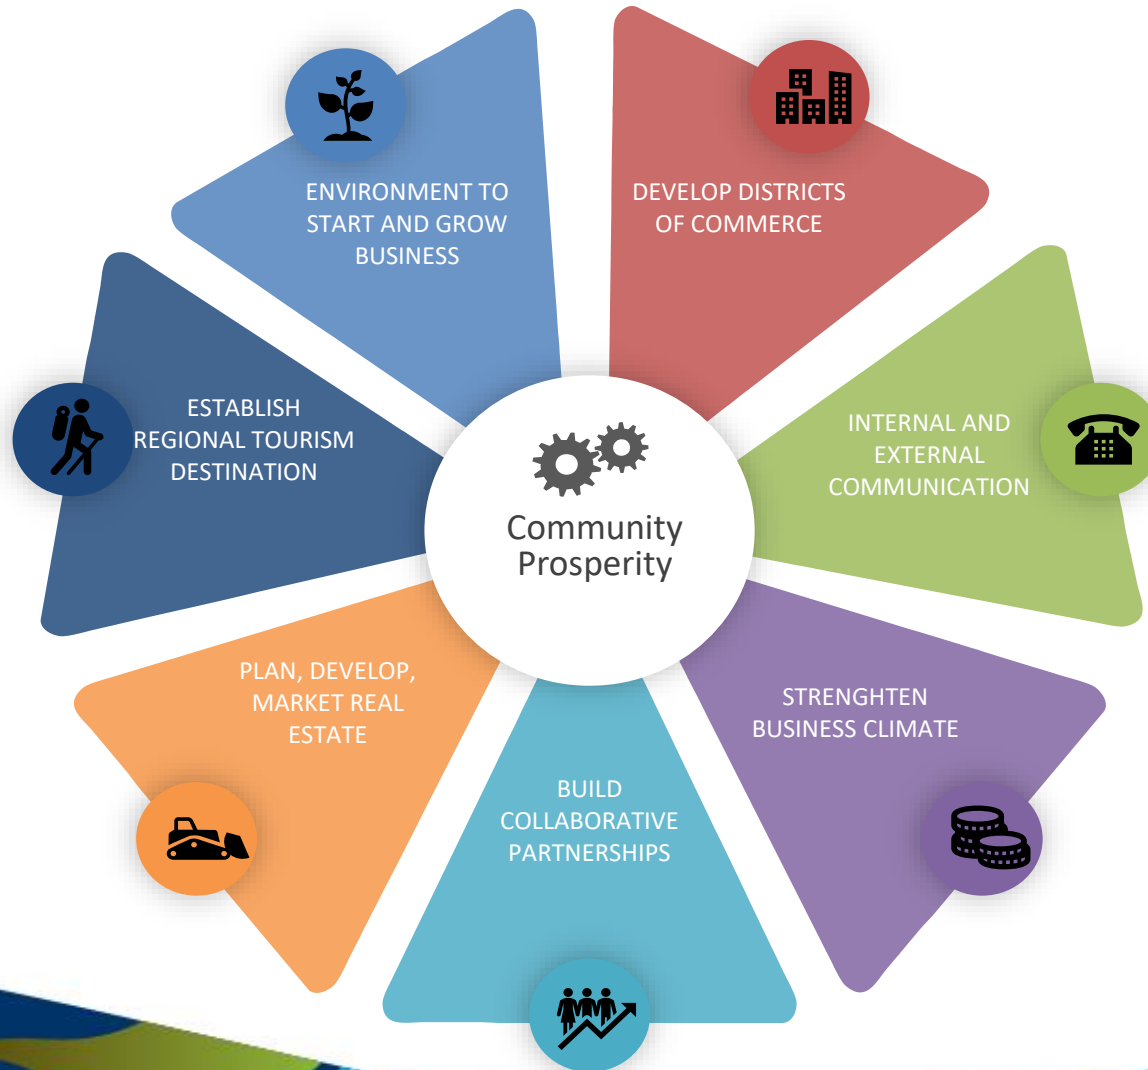 ENVIRONMENT TO
START AND GROW
BUSINESS
DEVELOP DISTRICTS
OF COMMERCE
ESTABLISH
REGIONAL TOURISM
DESTINATION
INTERNAL AND
EXTERNAL
COMMUNICATION
Community
Prosperity
PLAN, DEVELOP,
MARKET REAL
ESTATE
STRENGHTEN
BUSINESS CLIMATE
BUILD
COLLABORATIVE
PARTNERSHIPS